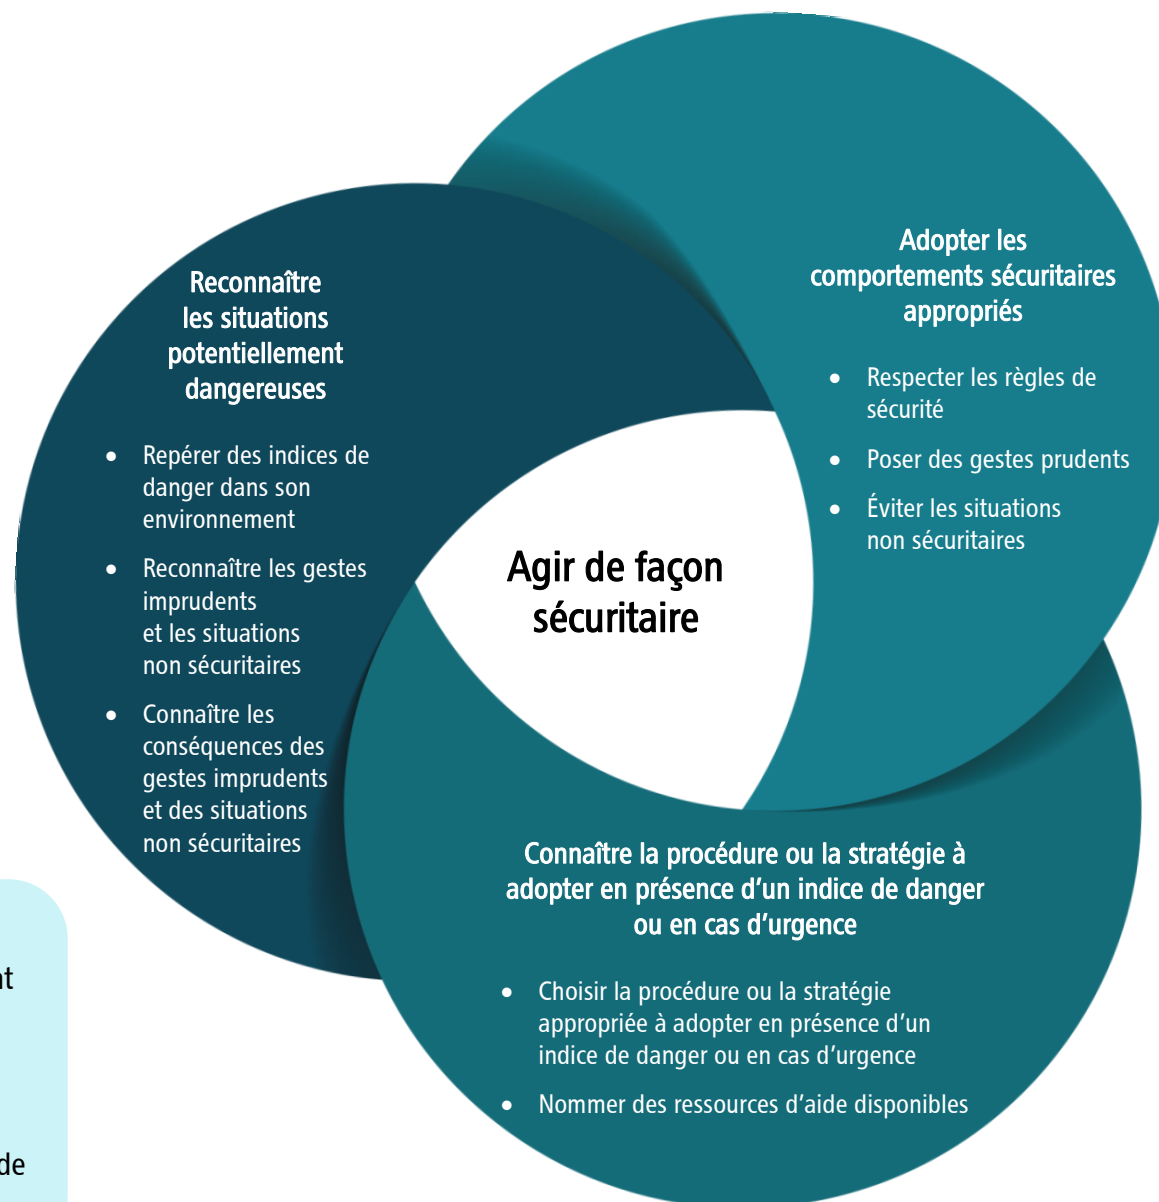 Reconnaître
les situations
potentiellement
dangereuses
• Repérer des indices de
danger dans son
environnement
• Reconnaître les gestes
imprudents
et les situations
non sécuritaires
• Connaître les
conséquences des
gestes imprudents
et des situations
non sécuritaires
Adopter les
comportements sécuritaires
appropriés
• Respecter les règles de
sécurité
• Poser des gestes prudents
• Éviter les situations
non sécuritaires
Agir de façon
sécuritaire
Connaître la procédure ou la stratégie à
adopter en présence d’un indice de danger
ou en cas d’urgence
• Choisir la procédure ou la stratégie
appropriée à adopter en présence d’un
indice de danger ou en cas d’urgence
• Nommer des ressources d’aide disponibles
de